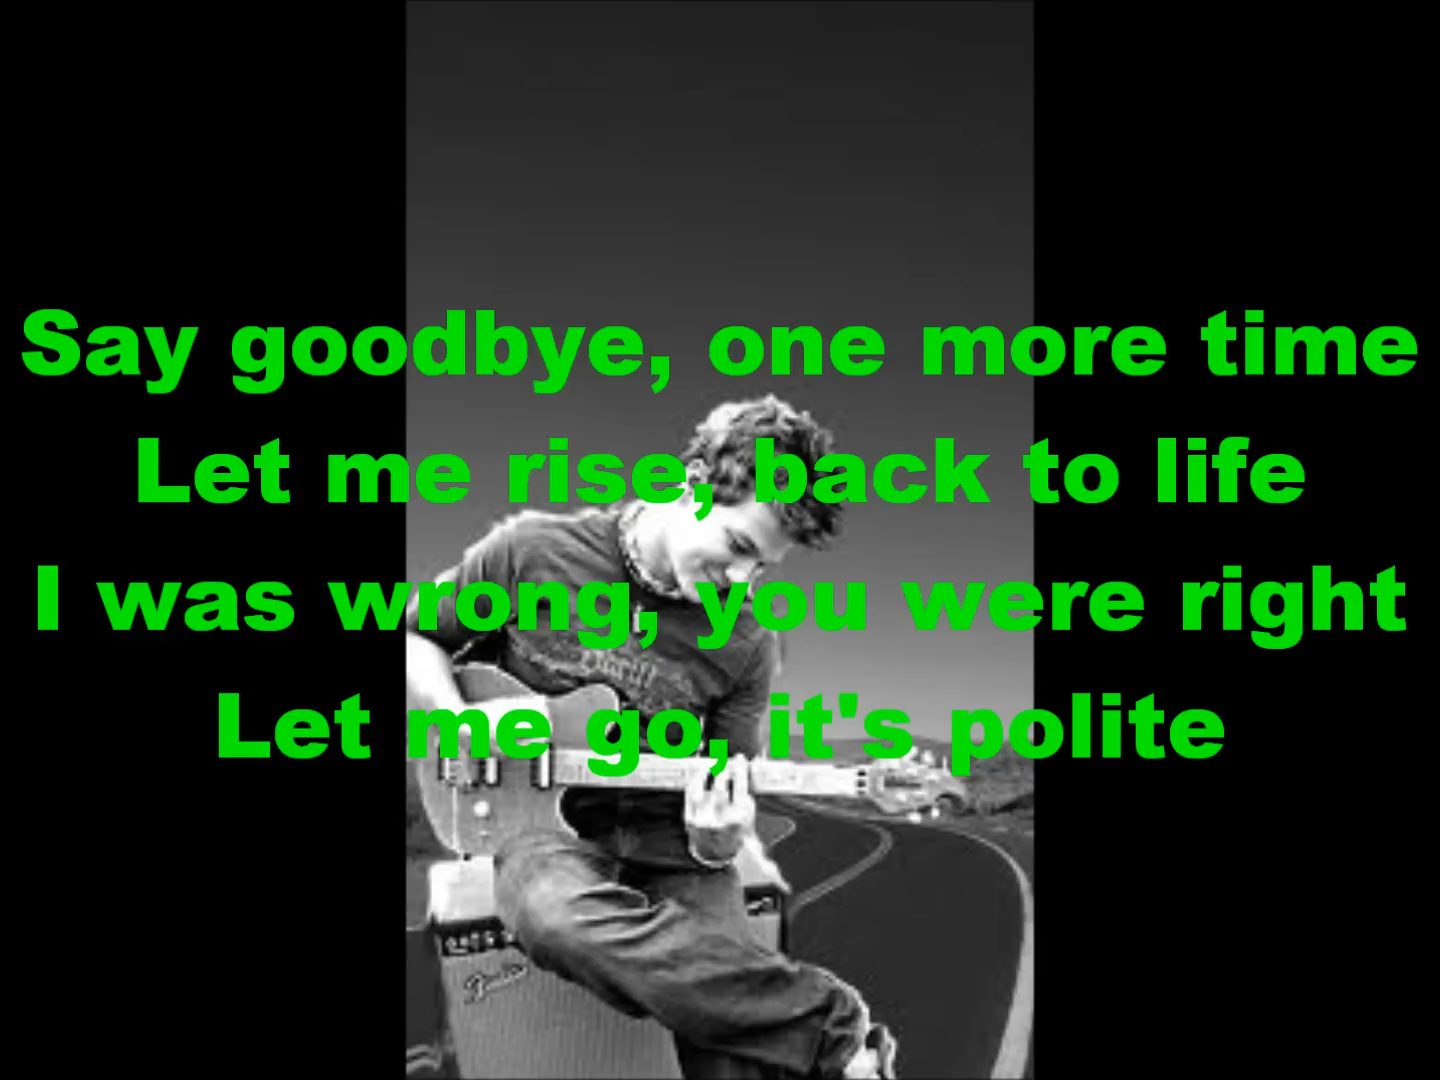 Say goodbye, one more time
Let me rise, back to life
I was wrong, you were right
Let me go, it's polite
Fender